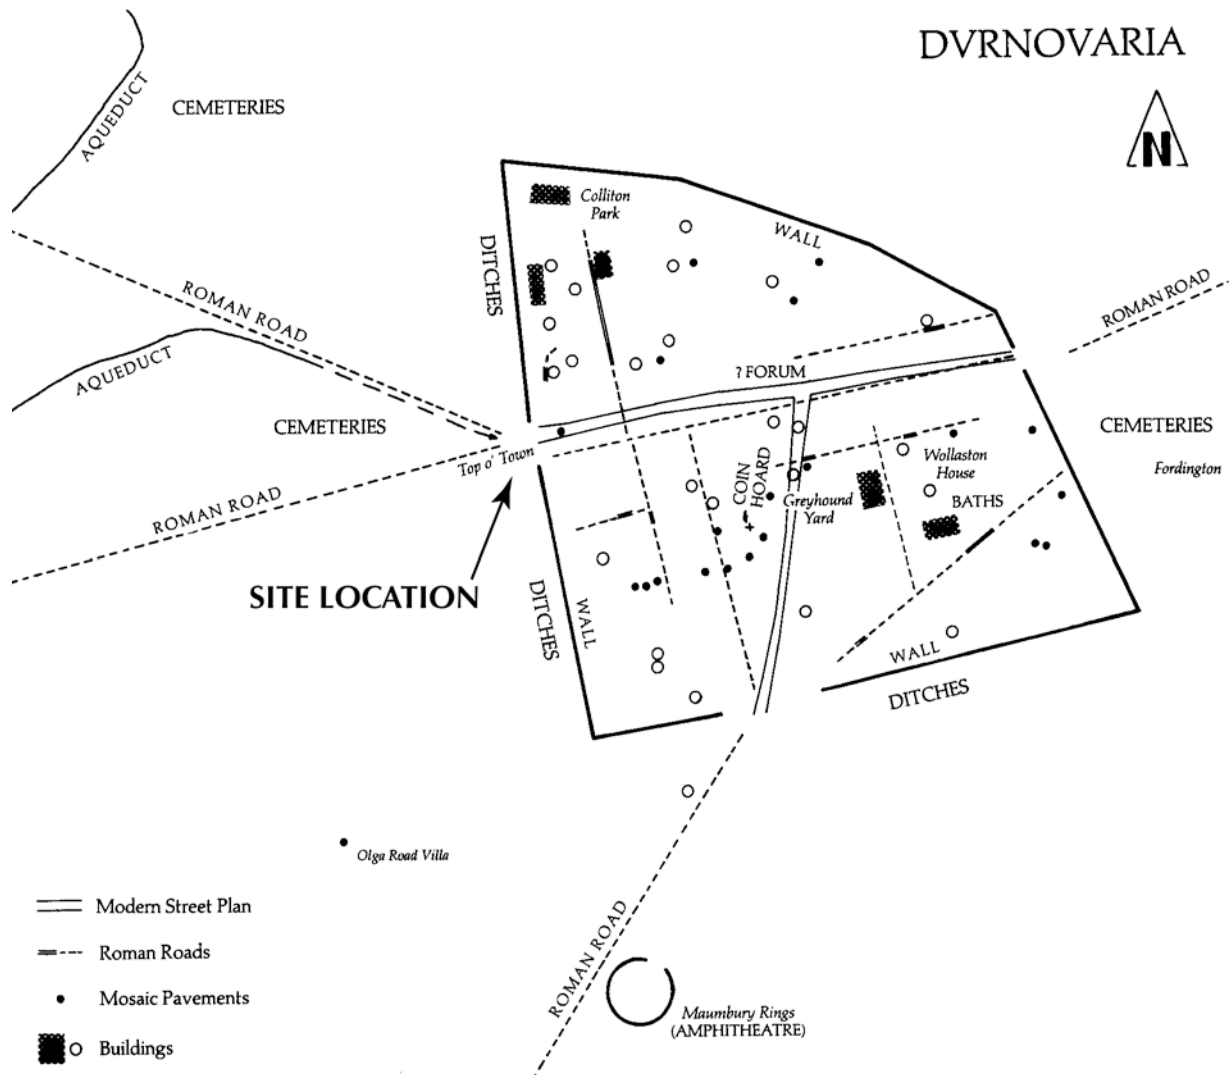 DVRNOVARIA
N
AQUEDUCT
CEMETERIES
Colliton
Park
WALL
DITCHES
ROMAN ROAD
ROMAN ROAD
AQUEDUCT
? FORUM
CEMETERIES
CEMETERIES
Top o' Town
Wollaston
House
Fordington
COIN
HOARD
Greyhound
Yard
BATHS
ROMAN ROAD
SITE LOCATION
DITCHES
WALL
WALL
DITCHES
Olga Road Villa
ROMAN ROAD
Maumbury Rings
(AMPHITHEATRE)
Modern Street Plan
Roman Roads
Mosaic Pavements
Buildings